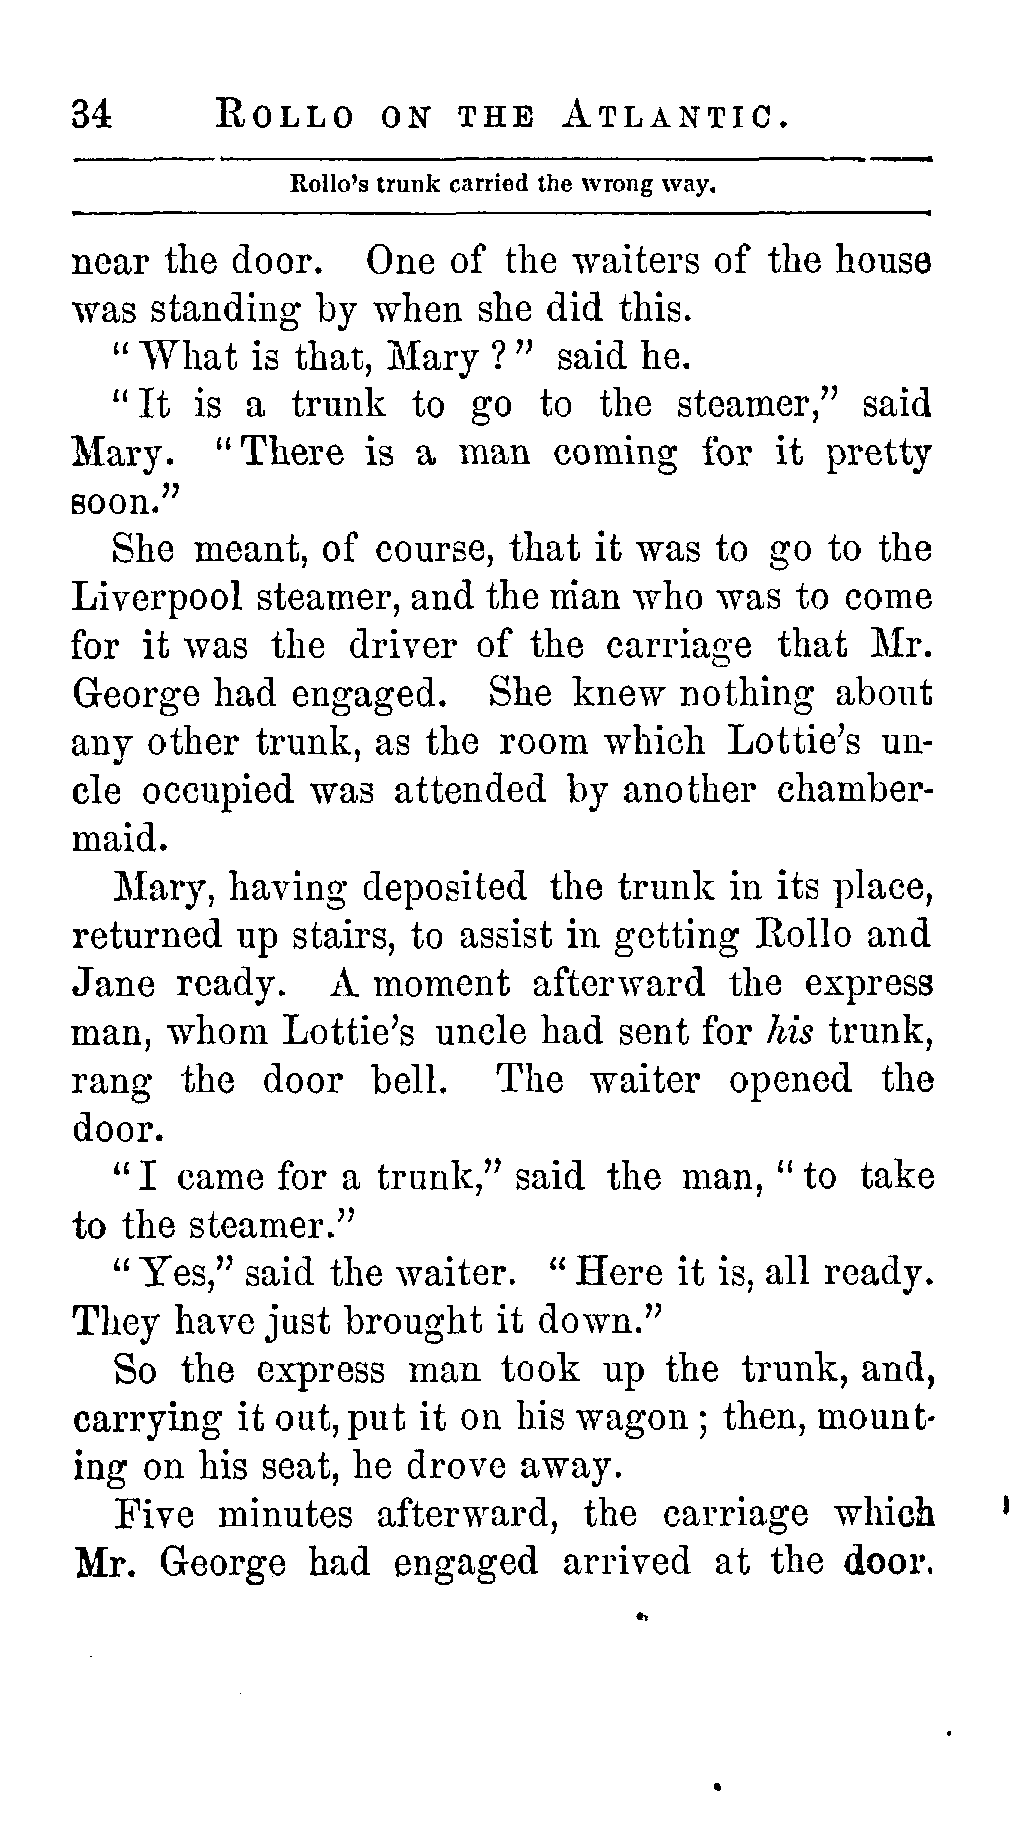 34 ROLLO ON THE ATLANTIC.
Rollo's trunk carried the wrong way.
near the door. One of the waiters of the house
was standing by when she did this.
"What is that, Mary?" said he.
"It is a trunk to go to the steamer," said
Mary. "There is a man coming for it pretty
soon."
She meant, of course, that it was to go to the
Liverpool steamer, and the man who was to come
for it was the driver of the carriage that Mr.
George had engaged. She knew nothing about
any other trunk, as the room which Lottie's un-
cle occupied was attended by another chamber-
maid.
Mary, having deposited the trunk in its place,
returned up stairs, to assist in getting Rollo and
Jane ready. A moment afterward the express
man, whom Lottie's uncle had sent for his trunk,
rang the door bell. The waiter opened the
door.
"I came for a trunk," said the man, "to take
to the steamer."
"Yes," said the waiter. "Here it is, all ready.
They have just brought it down."
So the express man took up the trunk, and,
carrying it out, put it on his wagon; then, mount-
ing on his seat, he drove away.
Five minutes afterward, the carriage which
Mr. George had engaged arrived at the door.